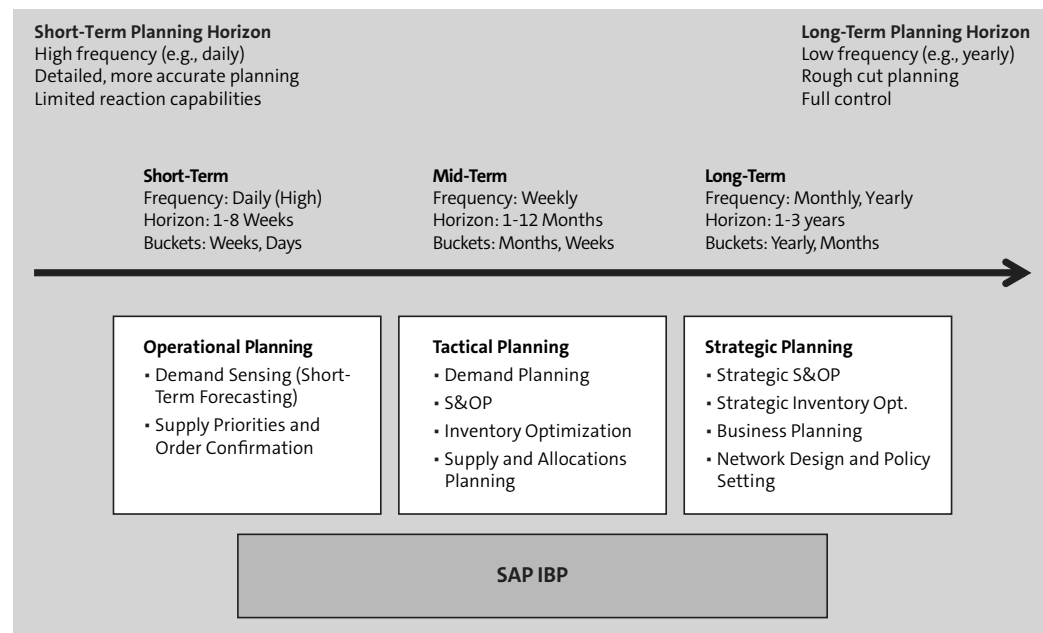 Short-Term Planning Horizon
High frequency (e.g., daily)
Detailed, more accurate planning
Limited reaction capabilities
Long-Term Planning Horizon
Low frequency (e.g., yearly)
Rough cut planning
Full control
Short-Term
Frequency: Daily (High)
Horizon: 1-8 Weeks
Buckets: Weeks, Days
Mid-Term
Frequency: Weekly
Horizon: 1-12 Months
Buckets: Months, Weeks
Long-Term
Frequency: Monthly, Yearly
Horizon: 1-3 years
Buckets: Yearly, Months
Operational Planning
▪ Demand Sensing (Short-
Term Forecasting)
▪ Supply Priorities and
Order Confirmation
Tactical Planning
▪ Demand Planning
▪ S&OP
▪ Inventory Optimization
▪ Supply and Allocations
Planning
Strategic Planning
▪ Strategic S&OP
▪ Strategic Inventory Opt.
▪ Business Planning
▪ Network Design and Policy
Setting
SAP IBP